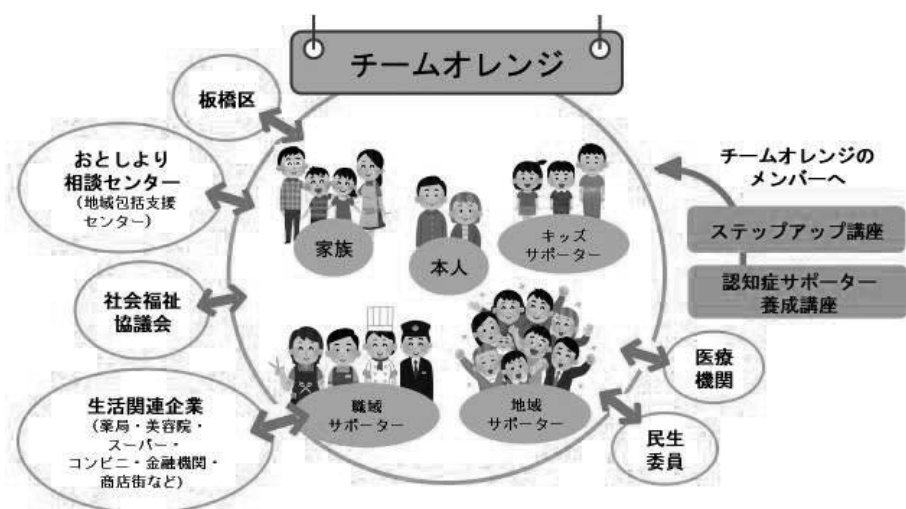 チームオレンジ
板橋区
おとしより
相談センター
（地域包括支援
センター）
社会福祉
協議会
生活関連企業
（薬局・美容院・
スーパー・
コンビニ・金融機関・
商店街など）
家族
本人
キッズ
サポーター
職域
サポーター
地域
サポーター
チームオレンジの
メンバーへ
ステップアップ講座
認知症サポーター
養成講座
医療
機関
民生
委員